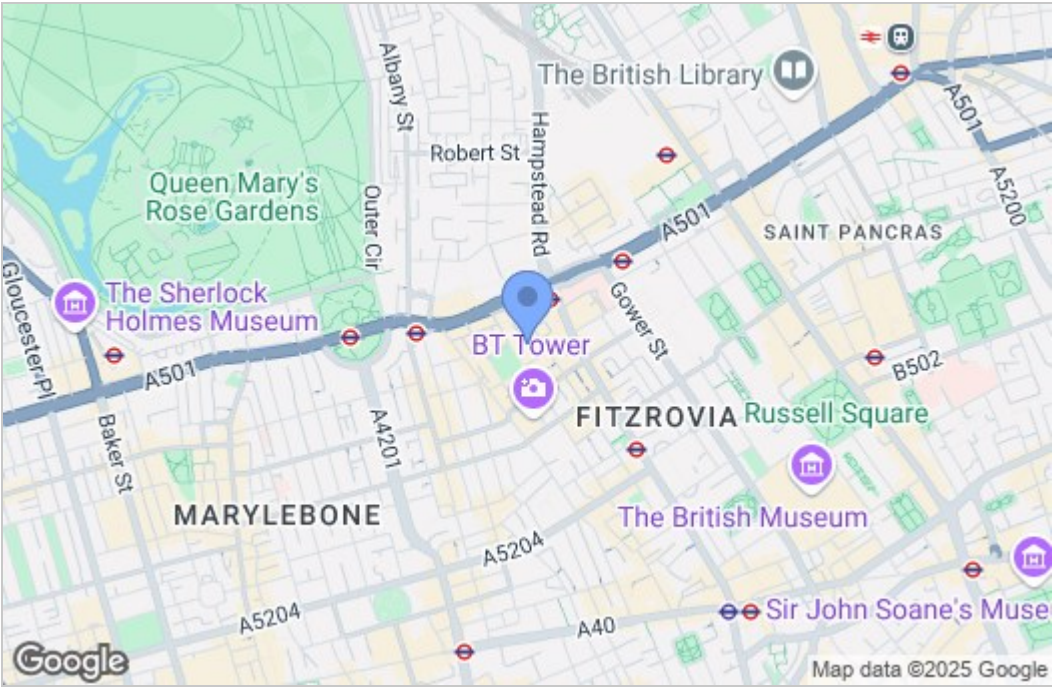 Albany St
The British Library
A501
Hampstead Rd
Robert St
Queen Mary's
Rose Gardens
Outer Cir
A5200
A501
SAINT PANCRAS
Gloucester Pl
The Sherlock
Holmes Museum
Gower St
BT Tower
A501
B502
Baker St
A4201
FITZROVIA
Russell Square
MARYLEBONE
The British Museum
A5204
A5204
A40
Sir John Soane's Muse
Google
Map data ©2025 Google